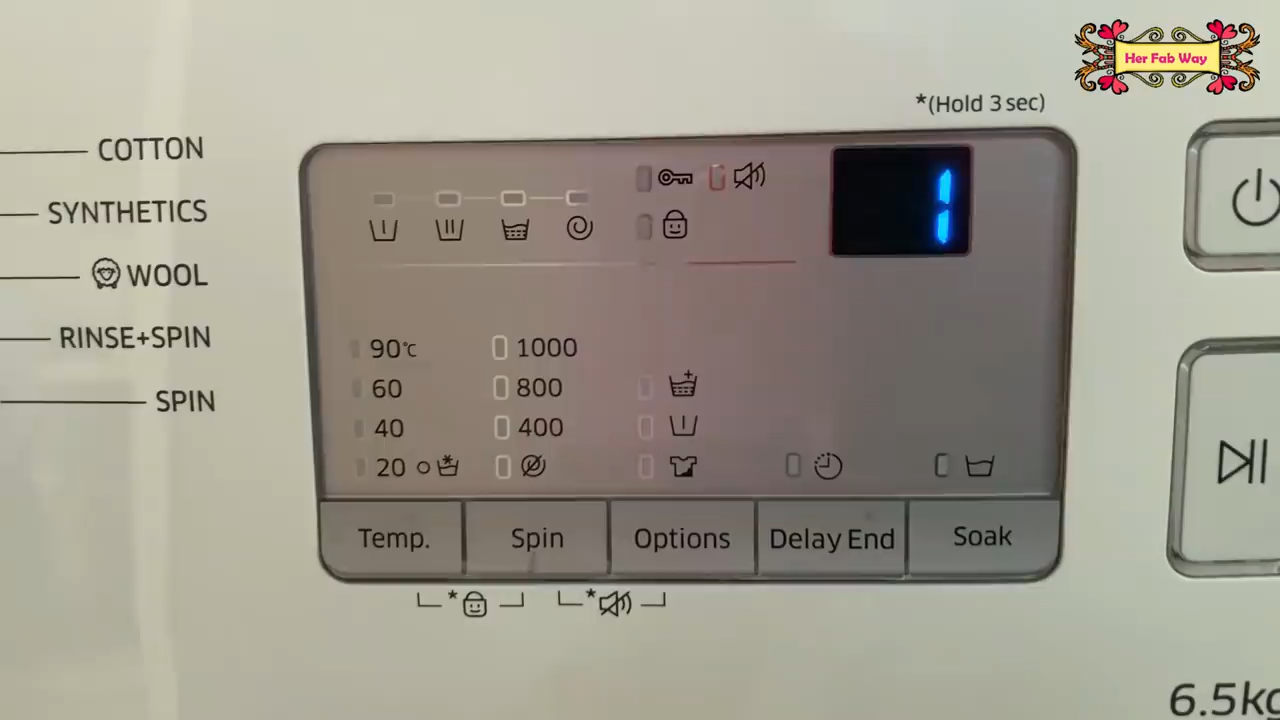 Her Fab Way
*(Hold 3 sec)
COTTON
SYNTHETICS
WOOL
RINSE+SPIN
SPIN
1
90°C
60
40
20
1000
800
400
Temp.
Spin
Options
Delay End
Soak
*
*
6.5kg